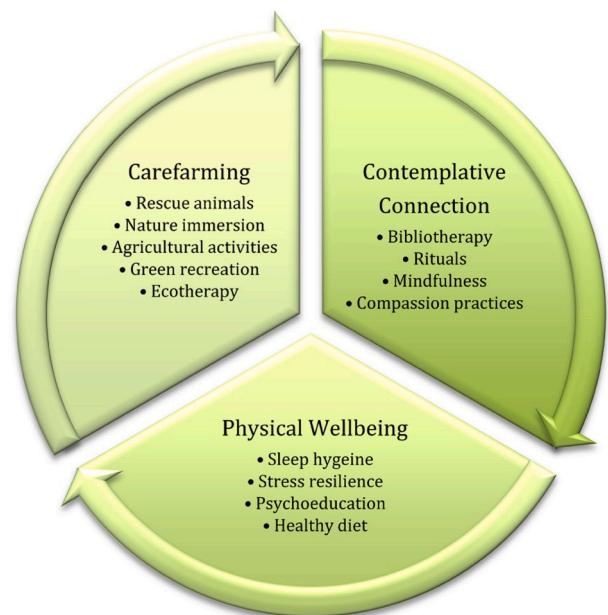 Carefarming
• Rescue animals
• Nature immersion
• Agricultural activities
• Green recreation
• Ecotherapy
Contemplative
Connection
• Bibliotherapy
• Rituals
• Mindfulness
• Compassion practices
Physical Wellbeing
• Sleep hygeine
• Stress resilience
• Psychoeducation
• Healthy diet